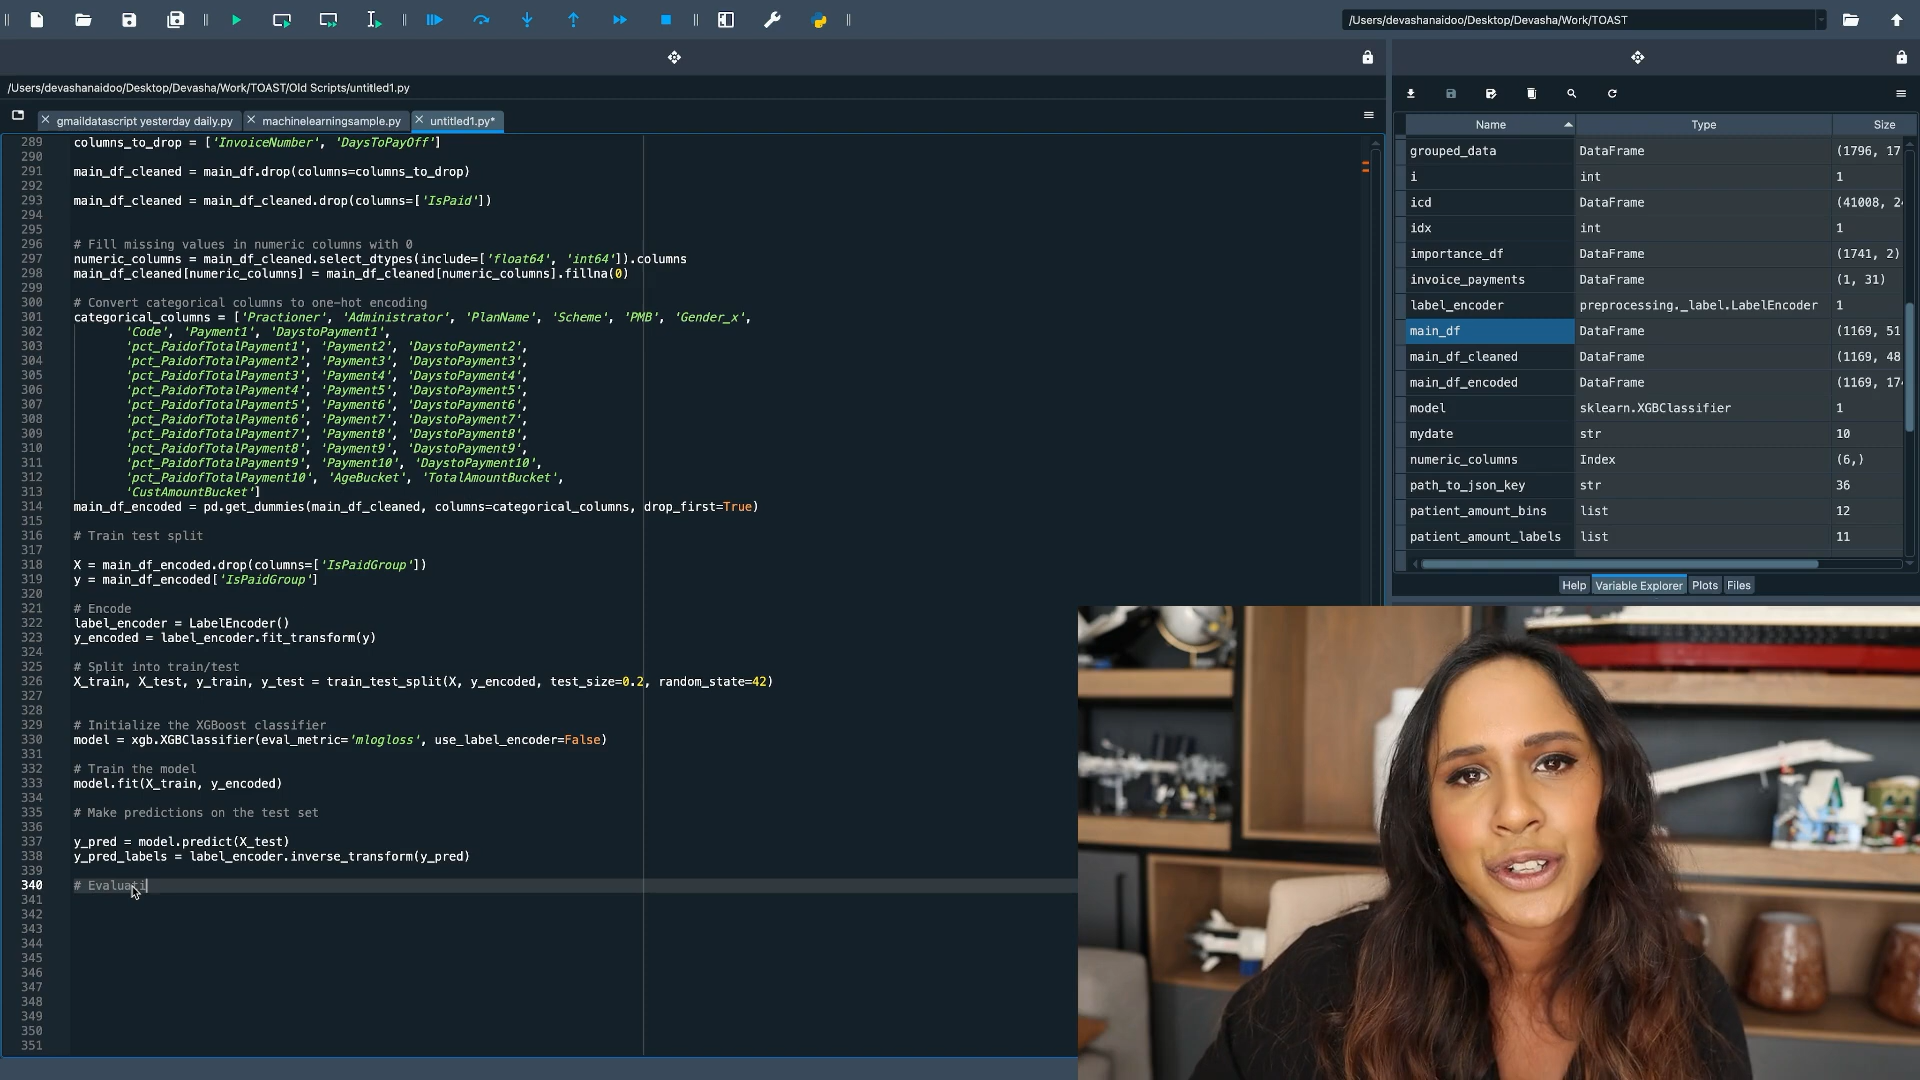 /Users/devashanaidoo/Desktop/Devasha/Work/TOAST
/Users/devashanaidoo/Desktop/Devasha/Work/TOAST/Old Scripts/untitled1.py
gmaildatascript yesterday daily.py machinelearningsample.py untitled1.py*
289 columns_to_drop = ['InvoiceNumber', 'DaysToPayOff']
290
291 main_df_cleaned = main_df.drop(columns=columns_to_drop)
292
293 main_df_cleaned = main_df_cleaned.drop(columns=['IsPaid'])
294
295
296 # Fill missing values in numeric columns with 0
297 numeric_columns = main_df_cleaned.select_dtypes(include=['float64', 'int64']).columns
298 main_df_cleaned[numeric_columns] = main_df_cleaned[numeric_columns].fillna(0)
299
300 # Convert categorical columns to one-hot encoding
301 categorical_columns = ['Practioner', 'Administrator', 'PlanName', 'Scheme', 'PMB', 'Gender_x',
302 'Code', 'Payment1', 'DaystoPayment1',
303 'pct_PaidofTotalPayment1', 'Payment2', 'DaystoPayment2',
304 'pct_PaidofTotalPayment2', 'Payment3', 'DaystoPayment3',
305 'pct_PaidofTotalPayment3', 'Payment4', 'DaystoPayment4',
306 'pct_PaidofTotalPayment4', 'Payment5', 'DaystoPayment5',
307 'pct_PaidofTotalPayment5', 'Payment6', 'DaystoPayment6',
308 'pct_PaidofTotalPayment6', 'Payment7', 'DaystoPayment7',
309 'pct_PaidofTotalPayment7', 'Payment8', 'DaystoPayment8',
310 'pct_PaidofTotalPayment8', 'Payment9', 'DaystoPayment9',
311 'pct_PaidofTotalPayment9', 'Payment10', 'DaystoPayment10',
312 'pct_PaidofTotalPayment10', 'AgeBucket', 'TotalAmountBucket',
313 'CustAmountBucket']
314 main_df_encoded = pd.get_dummies(main_df_cleaned, columns=categorical_columns, drop_first=True)
315
316 # Train test split
317
318 X = main_df_encoded.drop(columns=['IsPaidGroup'])
319 y = main_df_encoded['IsPaidGroup']
320
321 # Encode
322 label_encoder = LabelEncoder()
323 y_encoded = label_encoder.fit_transform(y)
324
325 # Split into train/test
326 X_train, X_test, y_train, y_test = train_test_split(X, y_encoded, test_size=0.2, random_state=42)
327
328
329 # Initialize the XGBoost classifier
330 model = xgb.XGBClassifier(eval_metric='mlogloss', use_label_encoder=False)
331
332 # Train the model
333 model.fit(X_train, y_encoded)
334
335 # Make predictions on the test set
336
337 y_pred = model.predict(X_test)
338 y_pred_labels = label_encoder.inverse_transform(y_pred)
339
340 # Evaluati
341
342
343
344
345
346
347
348
349
350
351
Name Type Size
grouped_data DataFrame (1796, 17
i int 1
icd DataFrame (41008, 2
idx int 1
importance_df DataFrame (1741, 2)
invoice_payments DataFrame (1, 31)
label_encoder preprocessing._label.LabelEncoder 1
main_df DataFrame (1169, 51
main_df_cleaned DataFrame (1169, 48
main_df_encoded DataFrame (1169, 17
model sklearn.XGBClassifier 1
mydate str 10
numeric_columns Index (6,)
path_to_json_key str 36
patient_amount_bins list 12
patient_amount_labels list 11
Help Variable Explorer Plots Files